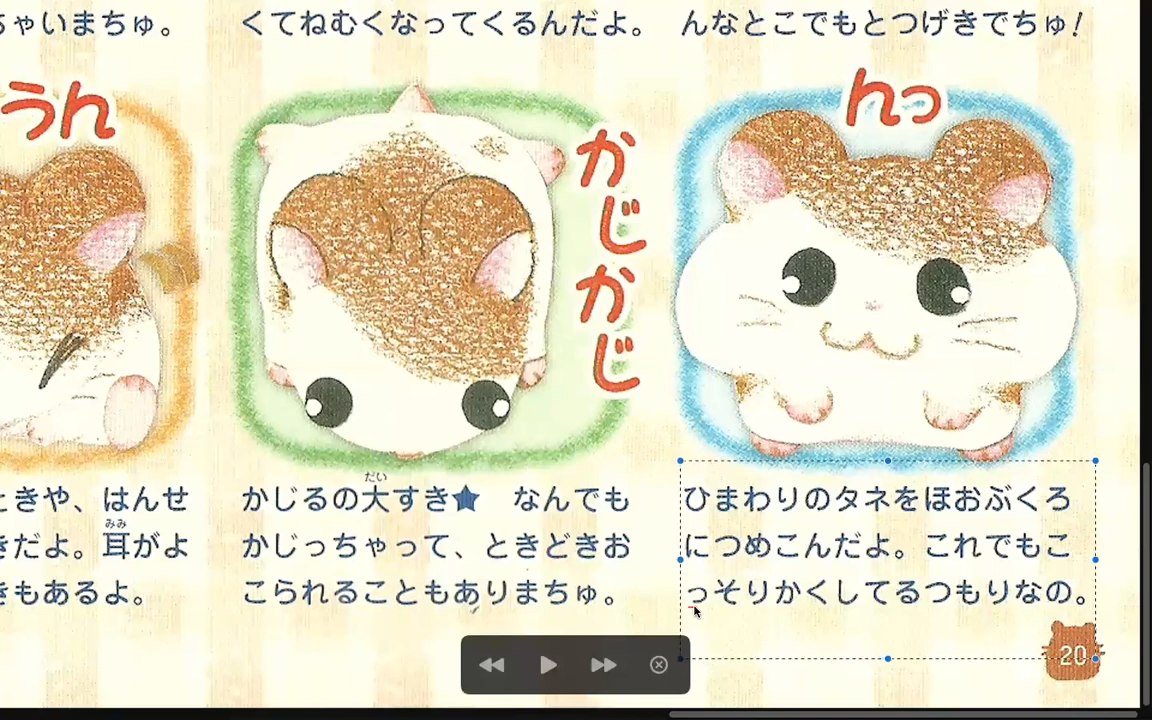 ちゃいまちゅ。
くてねむくなってくるんだよ。
んなとこでもとつげきでちゅ!
うん
かじかじ
んっ
ときや、はんせ
きだよ。耳がよ
みみ
きもあるよ。
だい
かじるの大すき★ なんでも
かじっちゃって、ときどきお
こられることもありまちゅ。
ひまわりのタネをほおぶくろ
につめこんだよ。これでもこ
っそりかくしてるつもりなの。
20